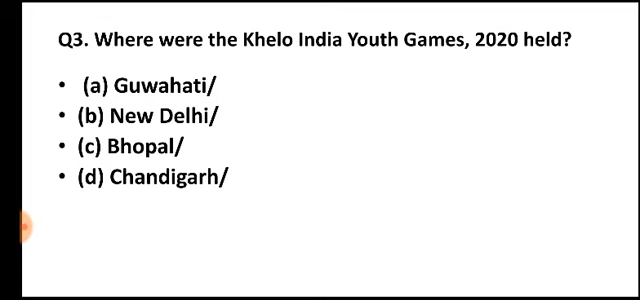 Q3. Where were the Khelo India Youth Games, 2020 held?
• (a) Guwahati/
• (b) New Delhi/
• (c) Bhopal/
• (d) Chandigarh/